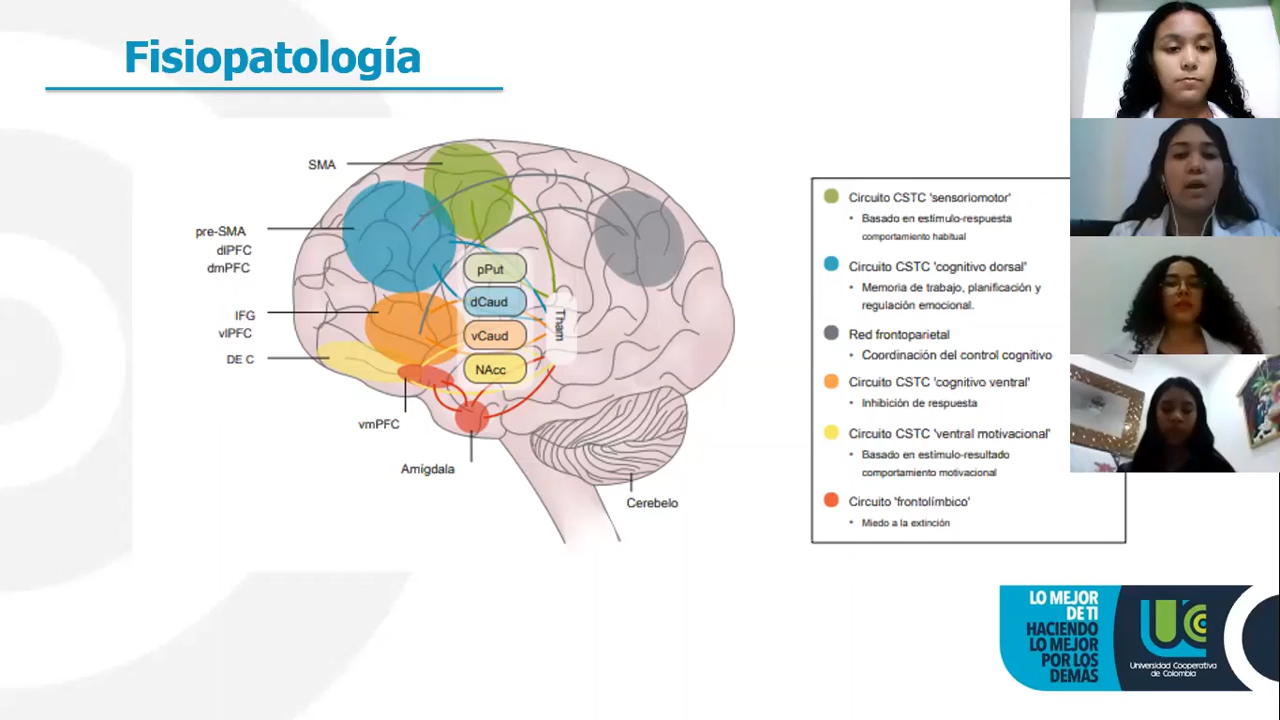 Fisiopatología
SMA
pre-SMA
dlPFC
dmPFC
IFG
vlPFC
DE C
vmPFC
Amígdala
Cerebelo
pPut
dCaud
vCaud
NAcc
Tham
Circuito CSTC 'sensoriomotor'
• Basado en estímulo-respuesta
comportamiento habitual
Circuito CSTC 'cognitivo dorsal'
• Memoria de trabajo, planificación y
regulación emocional.
Red frontoparietal
• Coordinación del control cognitivo
Circuito CSTC 'cognitivo ventral'
• Inhibición de respuesta
Circuito CSTC 'ventral motivacional'
• Basado en estímulo-resultado
comportamiento motivacional
Circuito 'frontolímbico'
• Miedo a la extinción
LO MEJOR
DE TI
HACIENDO
LO MEJOR
POR LOS
DEMÁS
Universidad Cooperativa
de Colombia